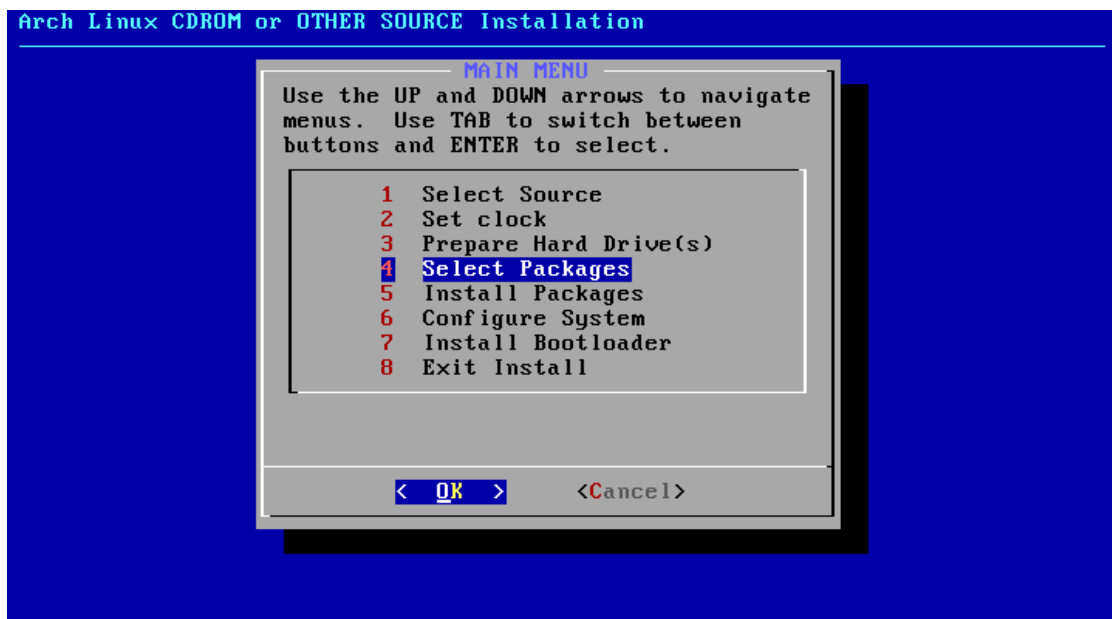 Arch Linux CDROM or OTHER SOURCE Installation
MAIN MENU
Use the UP and DOWN arrows to navigate
menus.  Use TAB to switch between
buttons and ENTER to select.
1 Select Source
2 Set clock
3 Prepare Hard Drive(s)
4 Select Packages
5 Install Packages
6 Configure System
7 Install Bootloader
8 Exit Install
< OK > <Cancel>